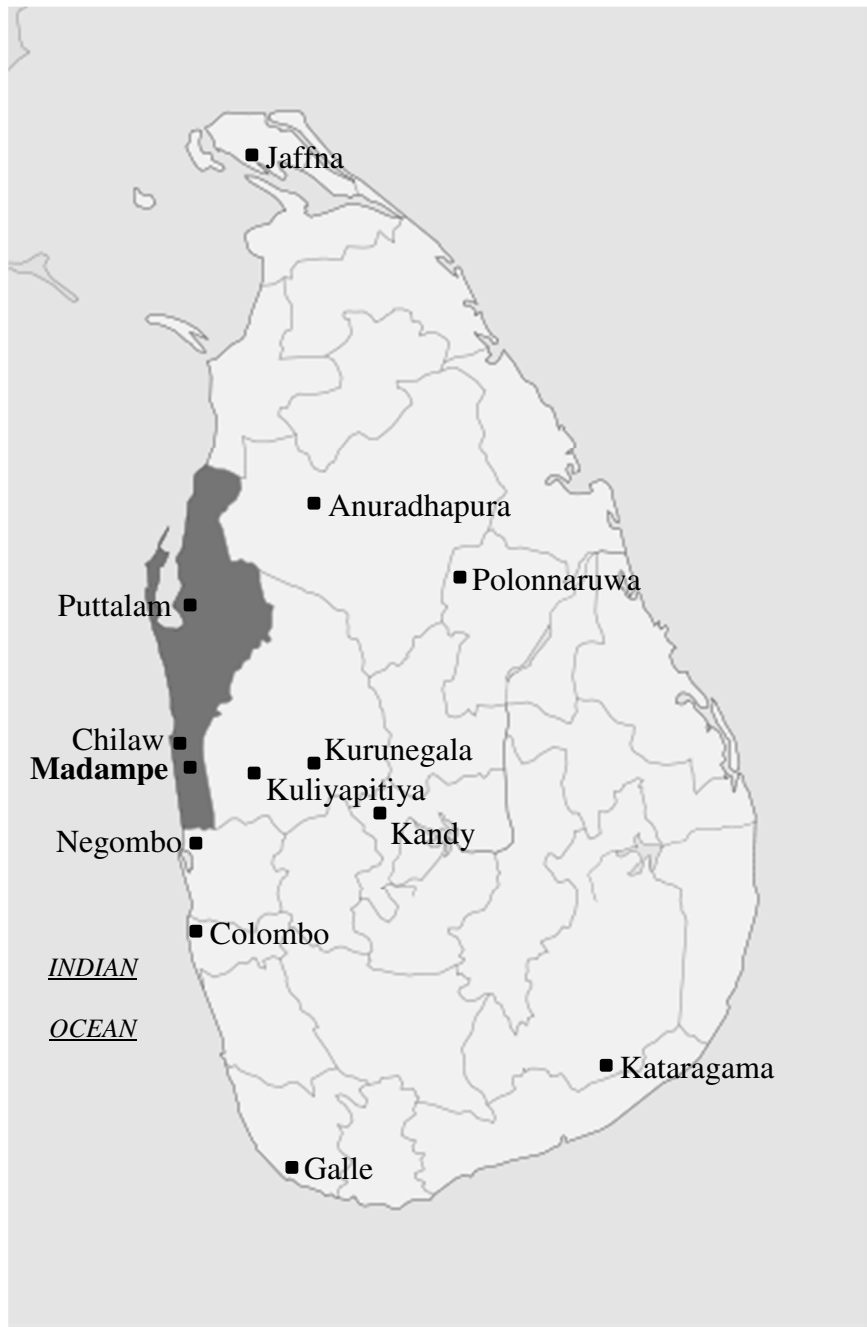 Jaffna
Anuradhapura
Polonnaruwa
Puttalam
Chilaw
Kurunegala
Madampe
Kuliyapitiya
Kandy
Negombo
Colombo
INDIAN
OCEAN
Kataragama
Galle